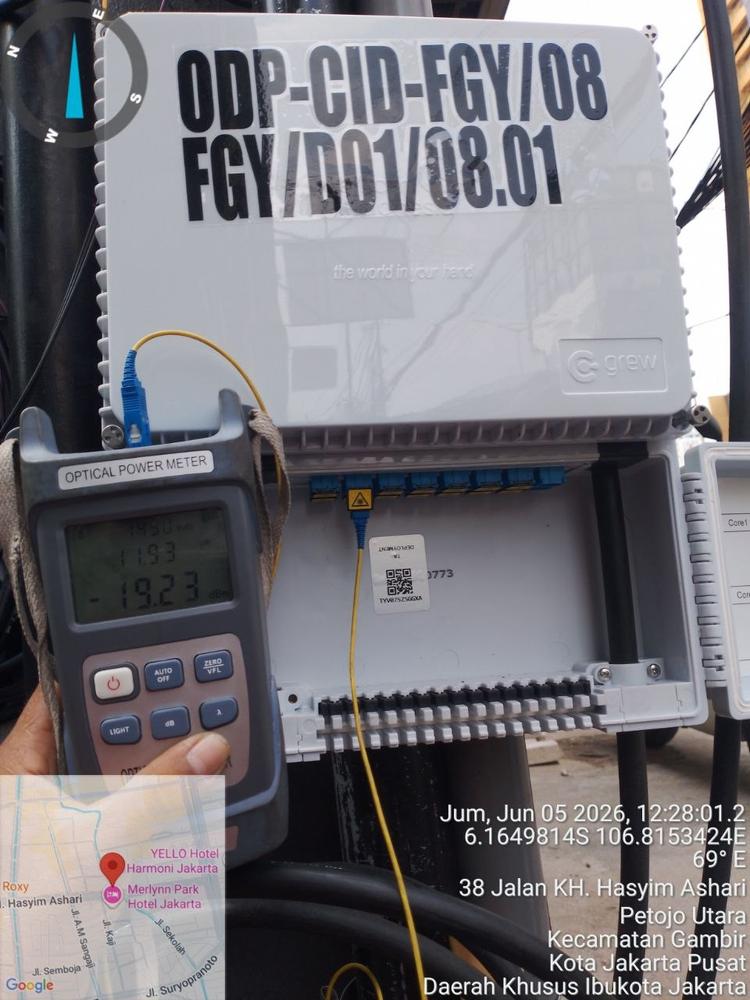 N
E
S
W
ODP-CID-FGY/08
FGY/D01/08.01
the world in your hand
grew
OPTICAL POWER METER
11.93
-19.23 dBm
AUTO OFF
ZERO VFL
LIGHT
dB
λ
TA-
DEPLOYMENT
0773
Core1
YELLO Hotel
Harmoni Jakarta
Merlynn Park
Hotel Jakarta
Roxy
Hasyim Ashari
Jl. A.M Sangaji
Jl. Kaji
Jl. Sekolah
Jl. Semboja
Jl. Suryopranoto
Google
Jum, Jun 05 2026, 12:28:01.2
6.1649814S 106.8153424E
69° E
38 Jalan KH. Hasyim Ashari
Petojo Utara
Kecamatan Gambir
Kota Jakarta Pusat
Daerah Khusus Ibukota Jakarta